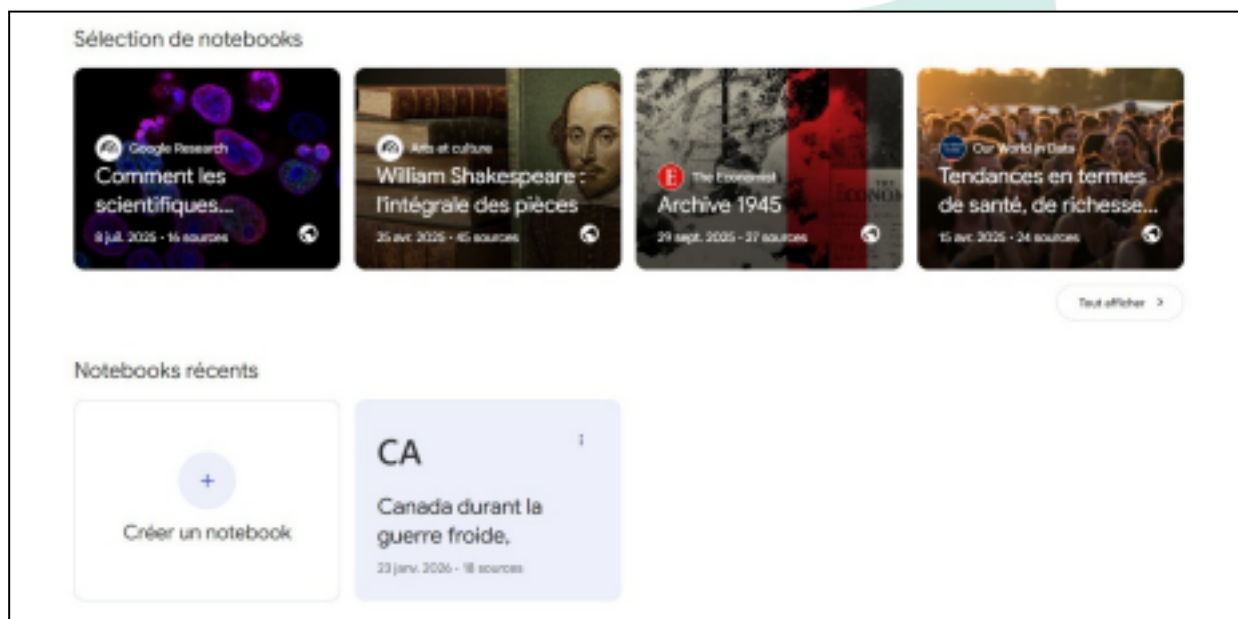 Sélection de notebooks
Google Research
Comment les
scientifiques...
8 juil. 2025 • 16 sources
Arts et culture
William Shakespeare :
l'intégrale des pièces
25 avr. 2025 • 45 sources
The Economist
Archive 1945
29 sept. 2025 • 27 sources
Our World in Data
Tendances en termes
de santé, de richesse...
15 avr. 2025 • 24 sources
Tout afficher
Notebooks récents
Créer un notebook
CA
Canada durant la
guerre froide,
23 janv. 2026 • 18 sources